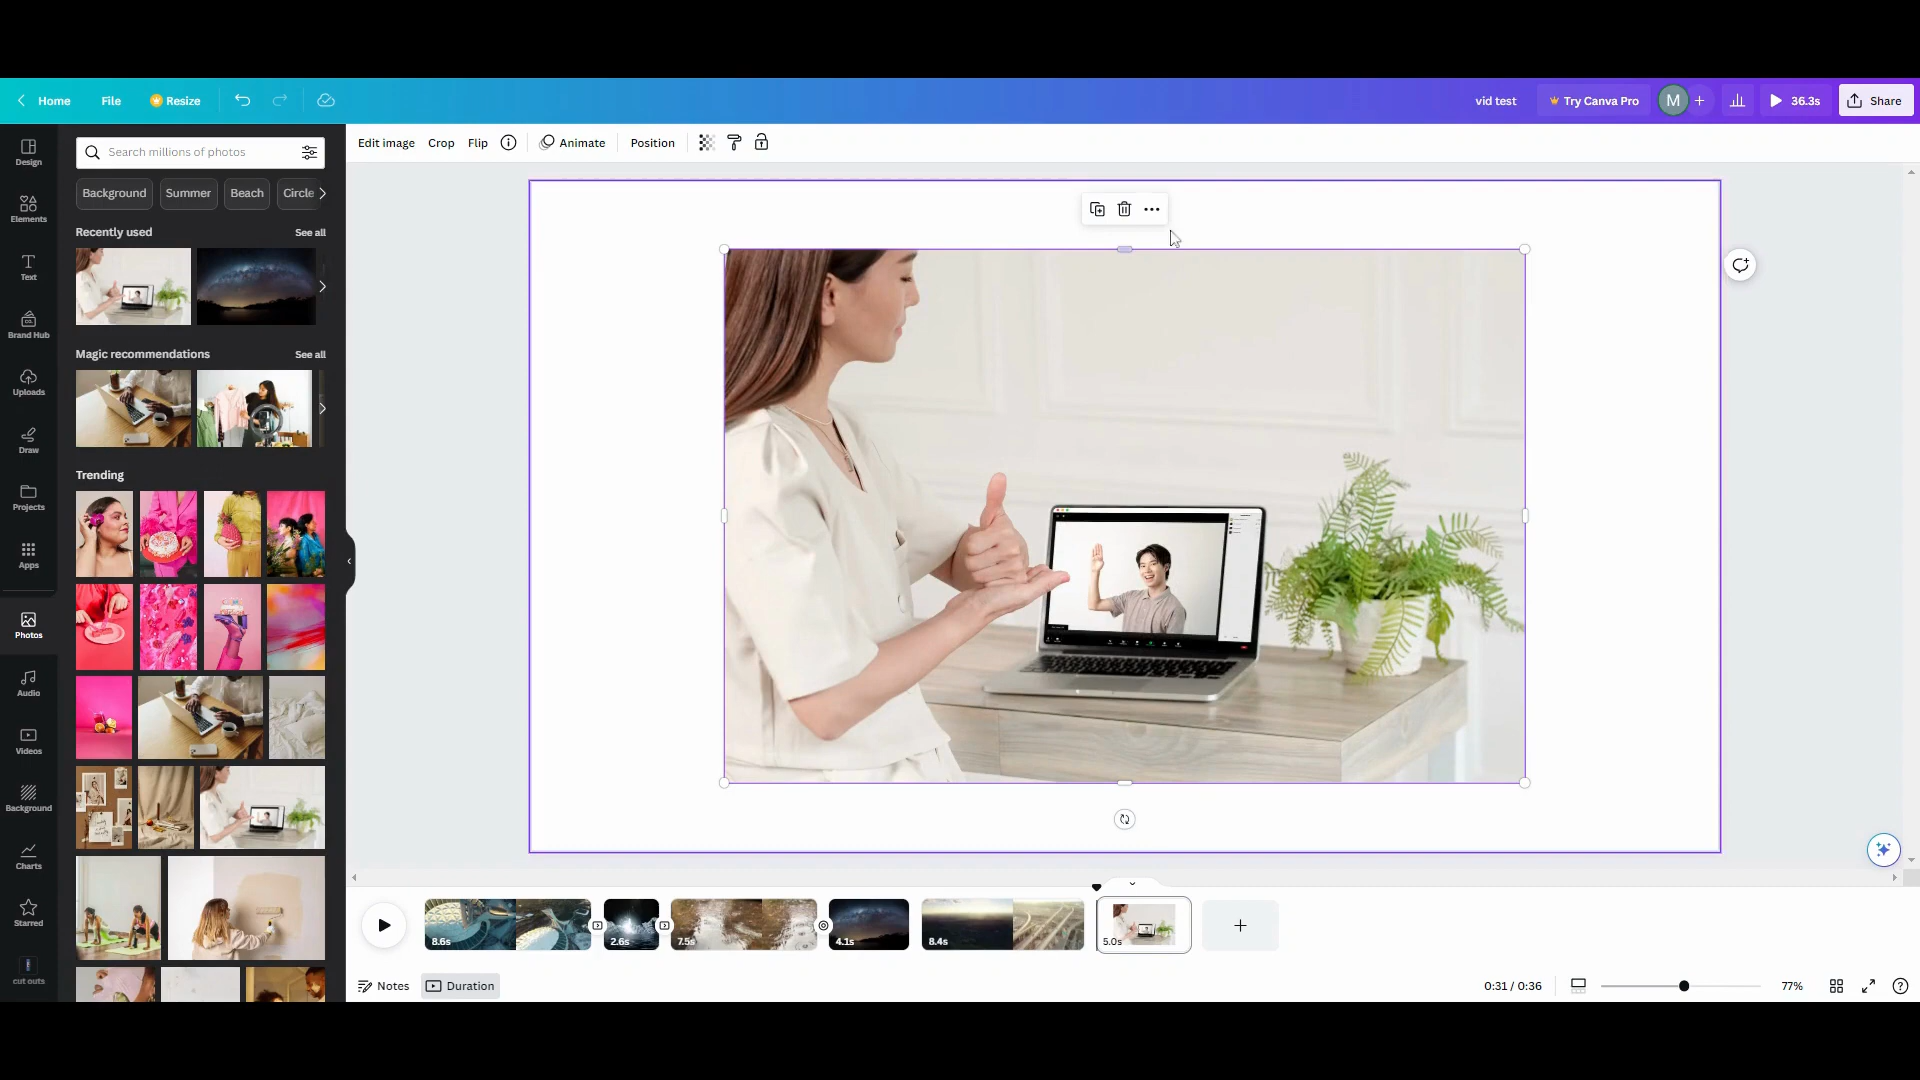 Home File Resize
vid test Try Canva Pro M + 36.3s Share
Design
Elements
Text
Brand Hub
Uploads
Draw
Projects
Apps
Photos
Audio
Videos
Background
Charts
Starred
cut outs
Search millions of photos
Background Summer Beach Circle
Recently used See all
Magic recommendations See all
Trending
Edit image Crop Flip Animate Position
8.6s 2.6s 7.5s 4.1s 8.4s 5.0s
Notes Duration
0:31 / 0:36 77%